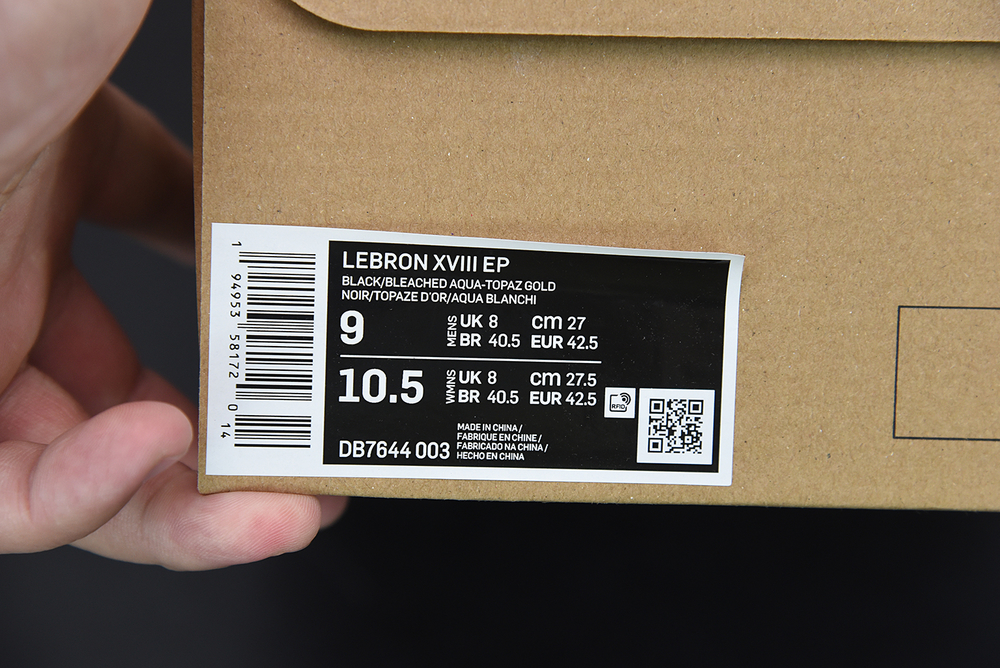 1 94953 58172 0 14
LEBRON XVIII EP
BLACK/BLEACHED AQUA-TOPAZ GOLD
NOIR/TOPAZE D'OR/AQUA BLANCHI
9
MENS
UK 8 cm 27
BR 40.5 EUR 42.5
10.5
WMNS
UK 8 cm 27.5
BR 40.5 EUR 42.5
RFID
DB7644 003
MADE IN CHINA /
FABRIQUE EN CHINE /
FABRICADO NA CHINA /
HECHO EN CHINA